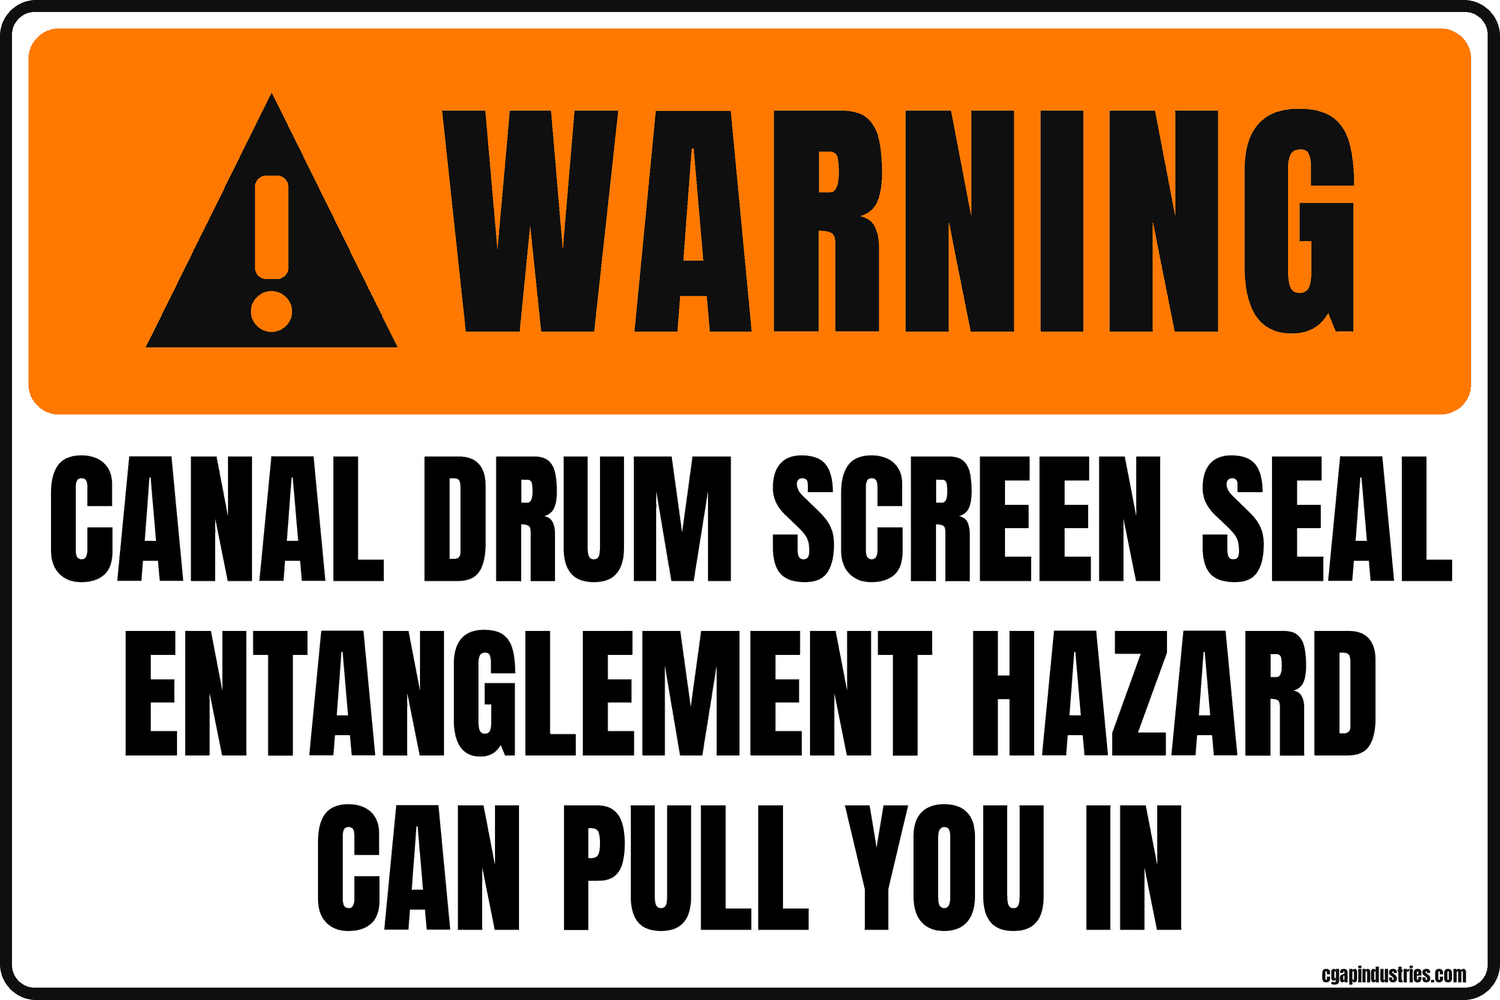 WARNING
CANAL DRUM SCREEN SEAL
ENTANGLEMENT HAZARD
CAN PULL YOU IN
cgapindustries.com